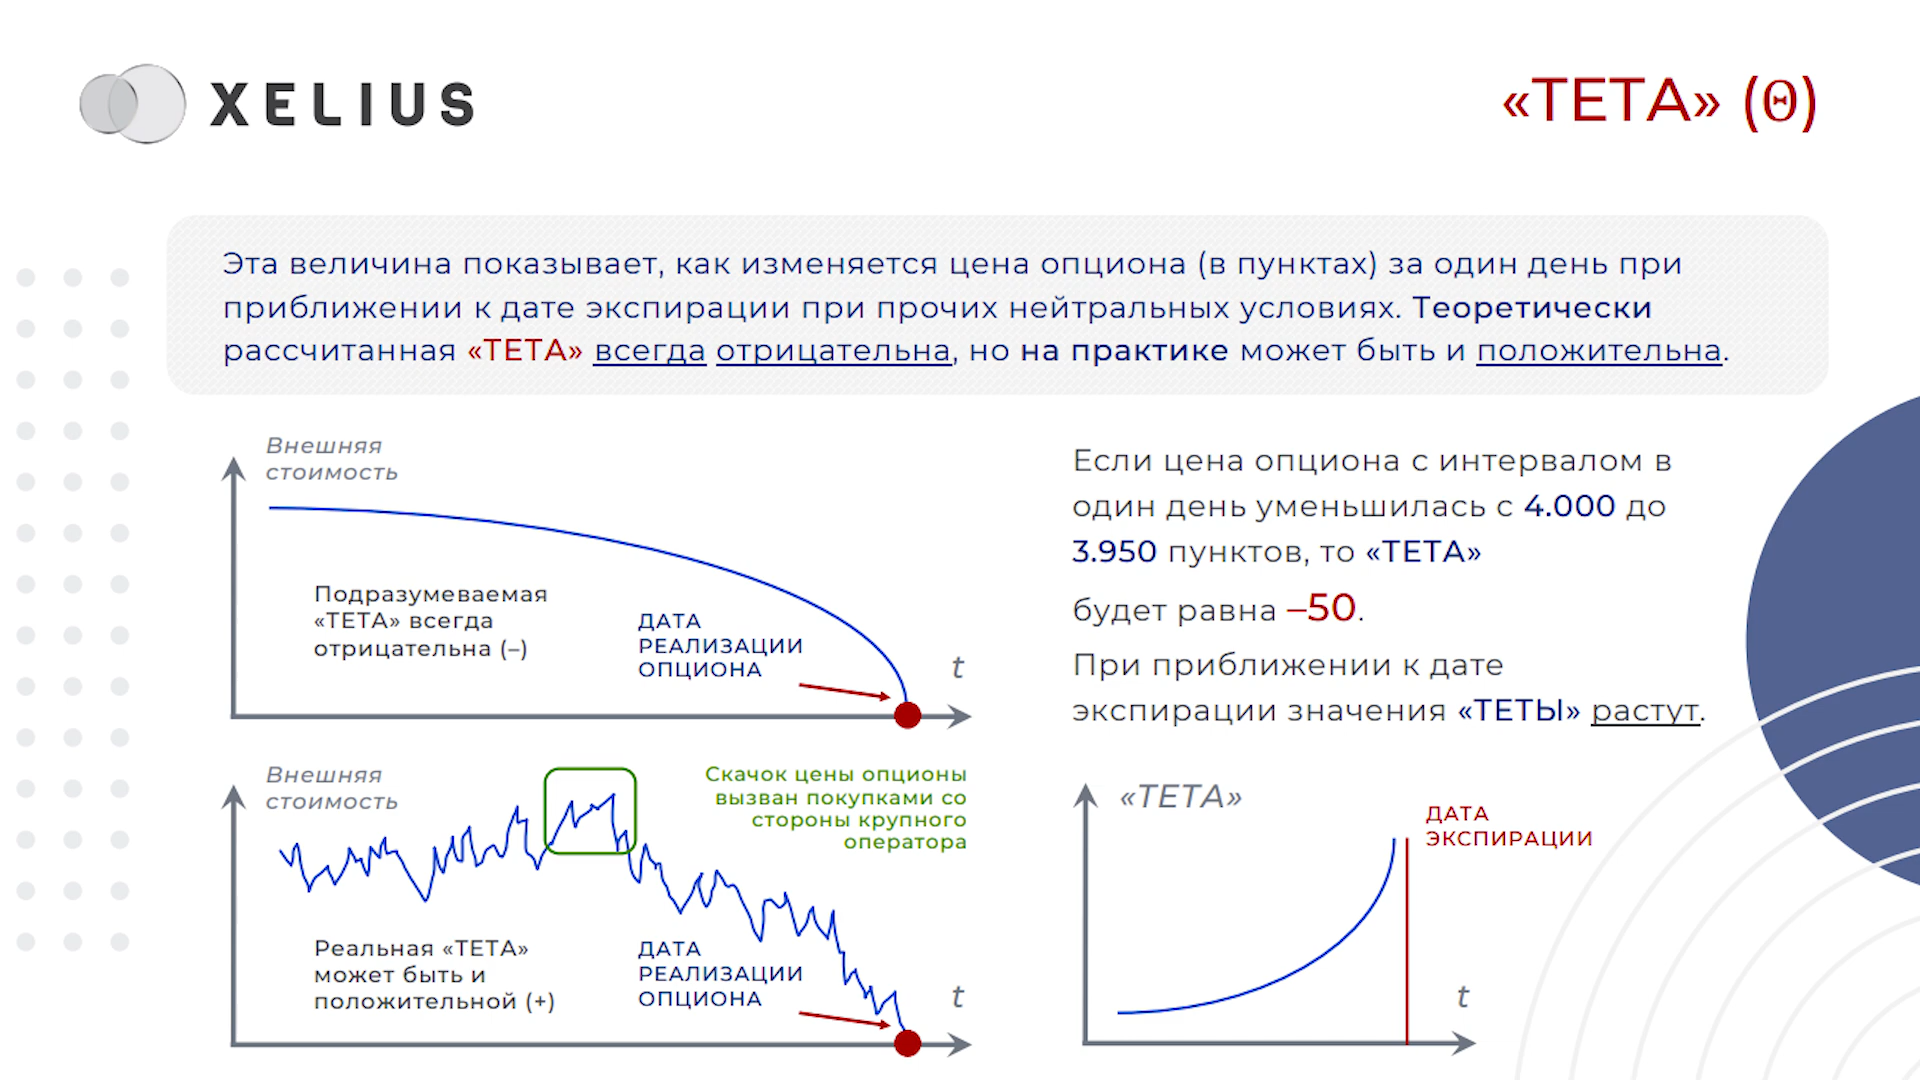 XELIUS
«ТЕТА» (Θ)
Эта величина показывает, как изменяется цена опциона (в пунктах) за один день при
приближении к дате экспирации при прочих нейтральных условиях. Теоретически
рассчитанная «ТЕТА» всегда отрицательна, но на практике может быть и положительна.
Внешняя
стоимость
Подразумеваемая
«ТЕТА» всегда
отрицательна (–)
ДАТА
РЕАЛИЗАЦИИ
ОПЦИОНА
t
Если цена опциона с интервалом в
один день уменьшилась с 4.000 до
3.950 пунктов, то «ТЕТА»
будет равна –50.
При приближении к дате
экспирации значения «ТЕТЫ» растут.
Внешняя
стоимость
Скачок цены опционы
вызван покупками со
стороны крупного
оператора
Реальная «ТЕТА»
может быть и
положительной (+)
ДАТА
РЕАЛИЗАЦИИ
ОПЦИОНА
t
«ТЕТА»
ДАТА
ЭКСПИРАЦИИ
t